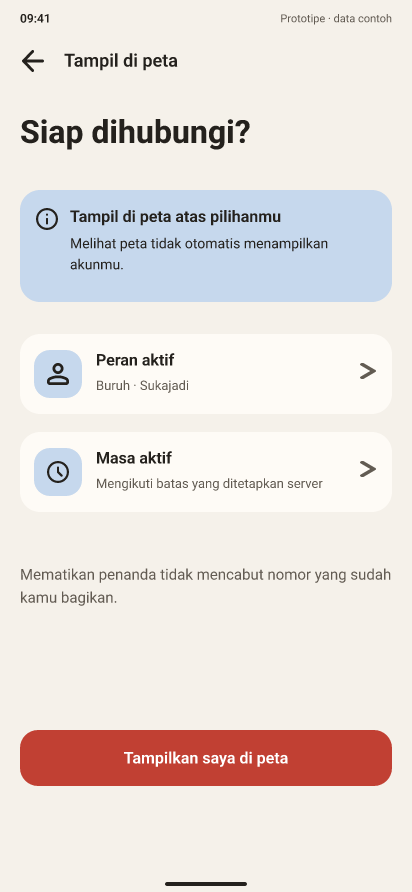 09:41
Prototipe · data contoh
Tampil di peta
Siap dihubungi?
Tampil di peta atas pilihanmu
Melihat peta tidak otomatis menampilkan
akunmu.
Peran aktif
Buruh · Sukajadi
Masa aktif
Mengikuti batas yang ditetapkan server
Mematikan penanda tidak mencabut nomor yang sudah
kamu bagikan.
Tampilkan saya di peta